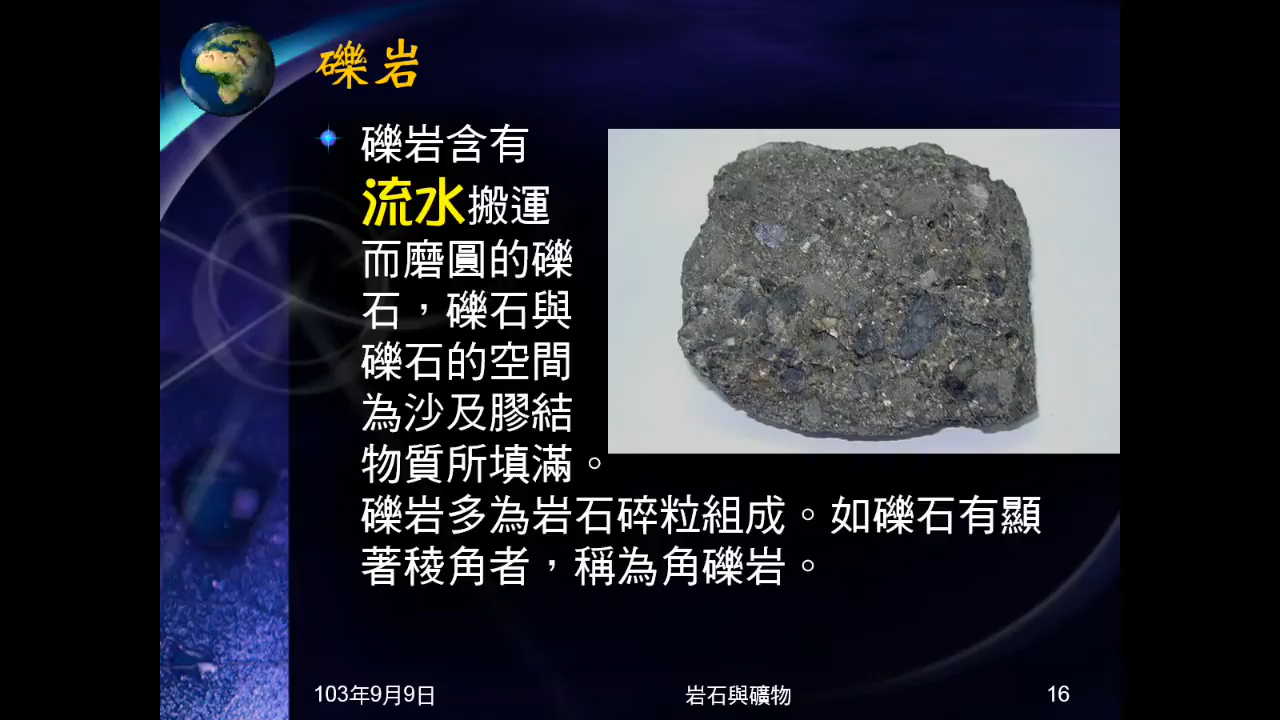 礫岩
礫岩含有
流水搬運
而磨圓的礫
石，礫石與
礫石的空間
為沙及膠結
物質所填滿。
礫岩多為岩石碎粒組成。如礫石有顯
著稜角者，稱為角礫岩。
103年9月9日
岩石與礦物
16